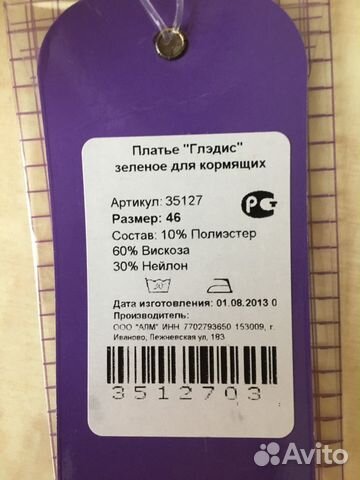 Платье "Глэдис"
зеленое для кормящих
Артикул: 35127
Размер: 46
Состав: 10% Полиэстер
60% Вискоза
30% Нейлон
Дата изготовления: 01.08.2013 0
Производитель:
ООО "АЛМ" ИНН 7702793650 153009, г.
Иваново, Лежневская ул, 183
3512703
Avito